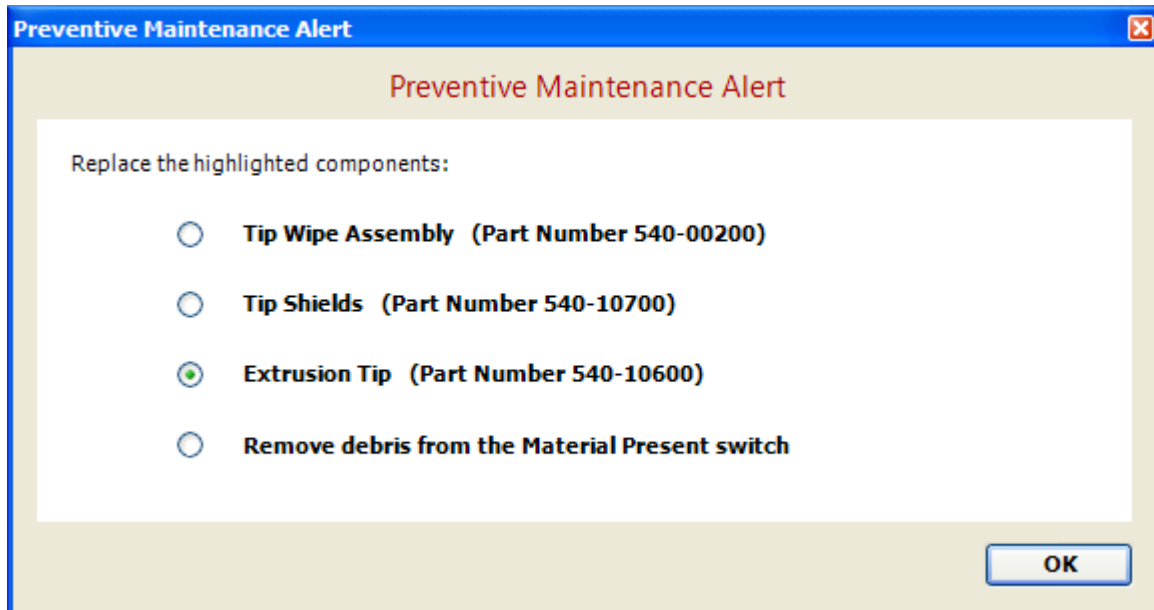 Preventive Maintenance Alert
Preventive Maintenance Alert
Replace the highlighted components:
Tip Wipe Assembly (Part Number 540-00200)
Tip Shields (Part Number 540-10700)
Extrusion Tip (Part Number 540-10600)
Remove debris from the Material Present switch
OK